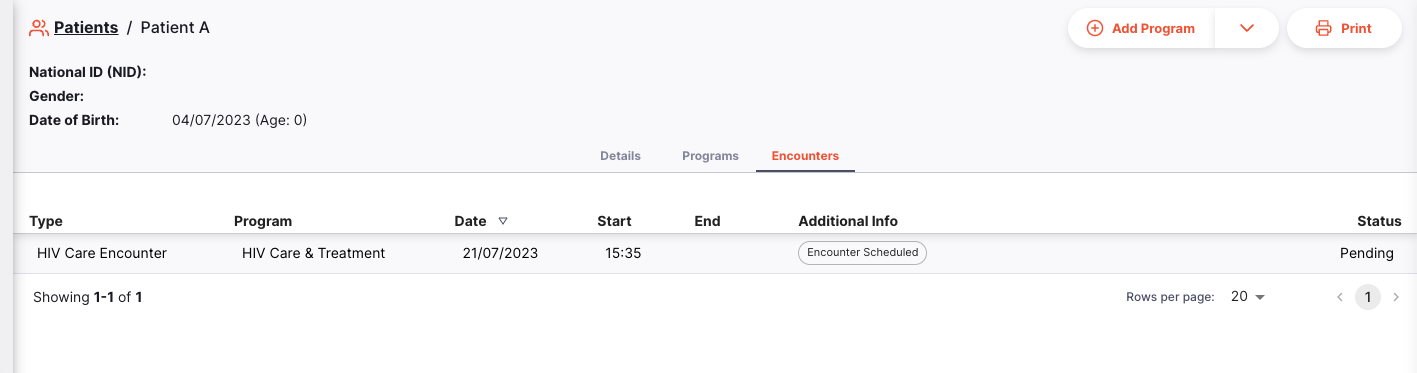 Patients / Patient A
Add Program
Print
National ID (NID):
Gender:
Date of Birth: 04/07/2023 (Age: 0)
Details Programs Encounters
Type Program Date Start End Additional Info Status
HIV Care Encounter HIV Care & Treatment 21/07/2023 15:35 Encounter Scheduled Pending
Showing 1-1 of 1 Rows per page: 20 1